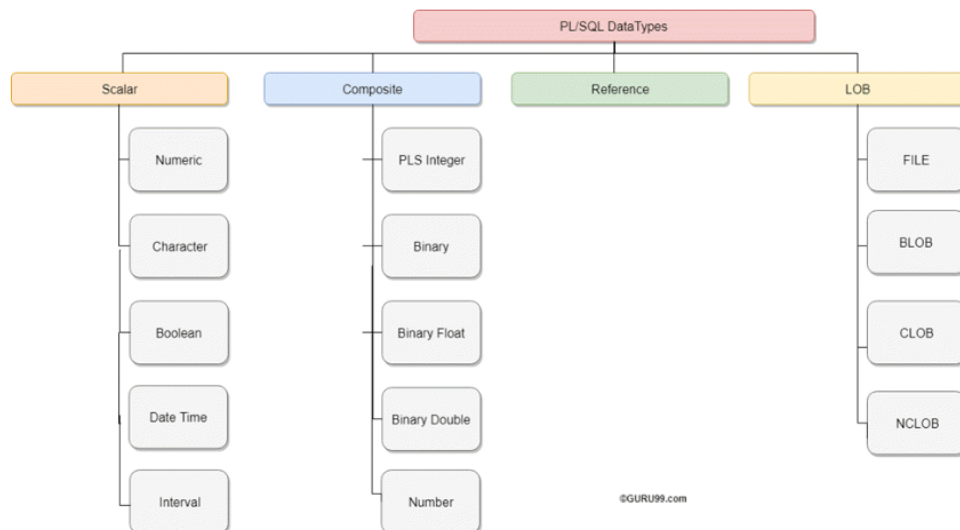 PL/SQL DataTypes
Scalar
Composite
Reference
LOB
Numeric
PLS Integer
FILE
Character
Binary
BLOB
Boolean
Binary Float
CLOB
Date Time
Binary Double
NCLOB
Interval
Number
©GURU99.com